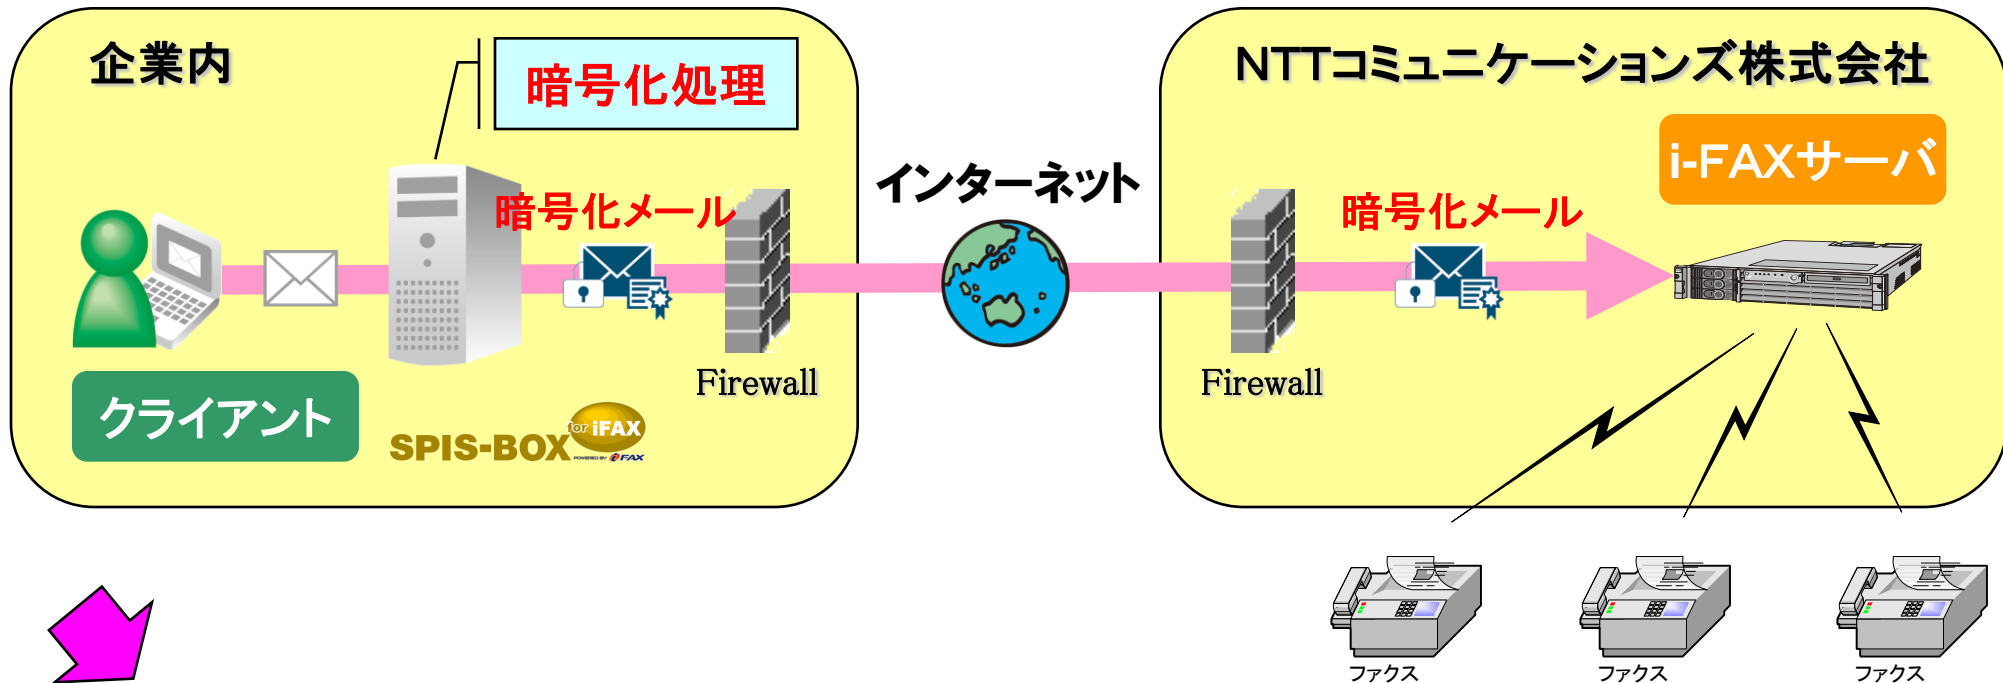 企業内
暗号化処理
NTTコミュニケーションズ株式会社
i-FAXサーバ
インターネット
暗号化メール
暗号化メール
Firewall
Firewall
クライアント
SPIS-BOX
for iFAX
POWERED BY i FAX
ファクス
ファクス
ファクス